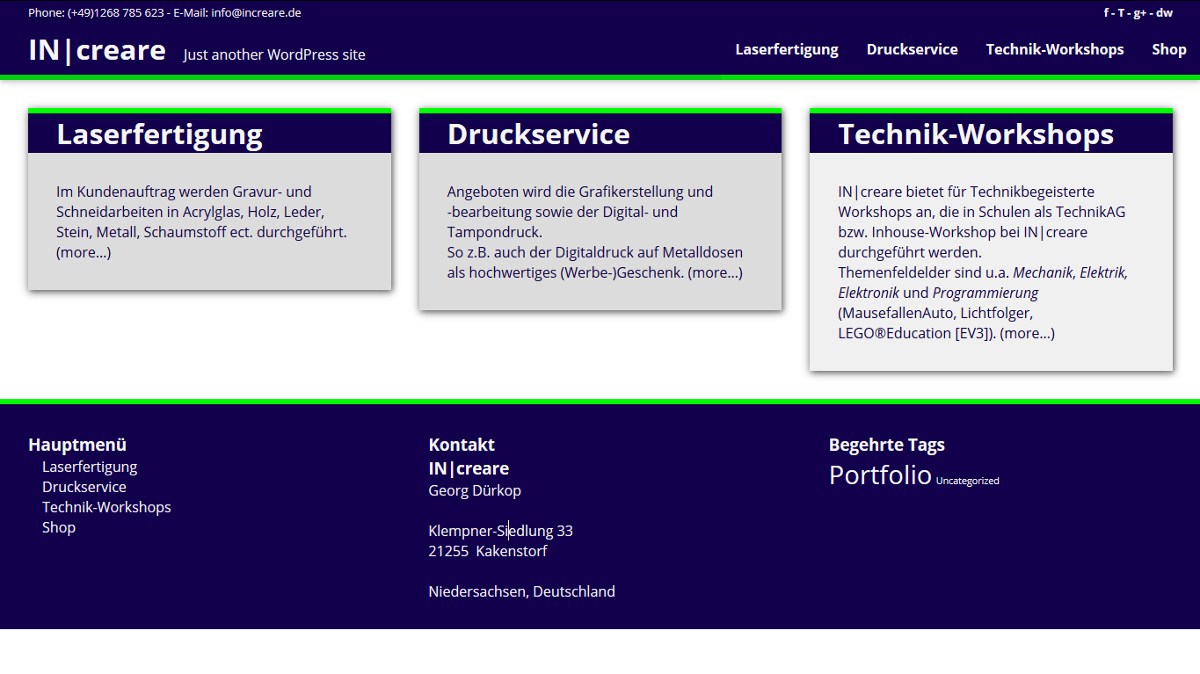 Phone: (+49)1268 785 623 - E-Mail: info@increare.de
f - T - g+ - dw
IN|creare Just another WordPress site
Laserfertigung Druckservice Technik-Workshops Shop
Laserfertigung
Im Kundenauftrag werden Gravur- und
Schneidarbeiten in Acrylglas, Holz, Leder,
Stein, Metall, Schaumstoff ect. durchgeführt.
(more...)
Druckservice
Angeboten wird die Grafikerstellung und
-bearbeitung sowie der Digital- und
Tampondruck.
So z.B. auch der Digitaldruck auf Metalldosen
als hochwertiges (Werbe-)Geschenk. (more...)
Technik-Workshops
IN|creare bietet für Technikbegeisterte
Workshops an, die in Schulen als TechnikAG
bzw. Inhouse-Workshop bei IN|creare
durchgeführt werden.
Themenfeldelder sind u.a. Mechanik, Elektrik,
Elektronik und Programmierung
(MausefallenAuto, Lichtfolger,
LEGO®Education [EV3]). (more...)
Hauptmenü
Laserfertigung
Druckservice
Technik-Workshops
Shop
Kontakt
IN|creare
Georg Dürkop
Klempner-Siedlung 33
21255 Kakenstorf
Niedersachsen, Deutschland
Begehrte Tags
Portfolio Uncategorized